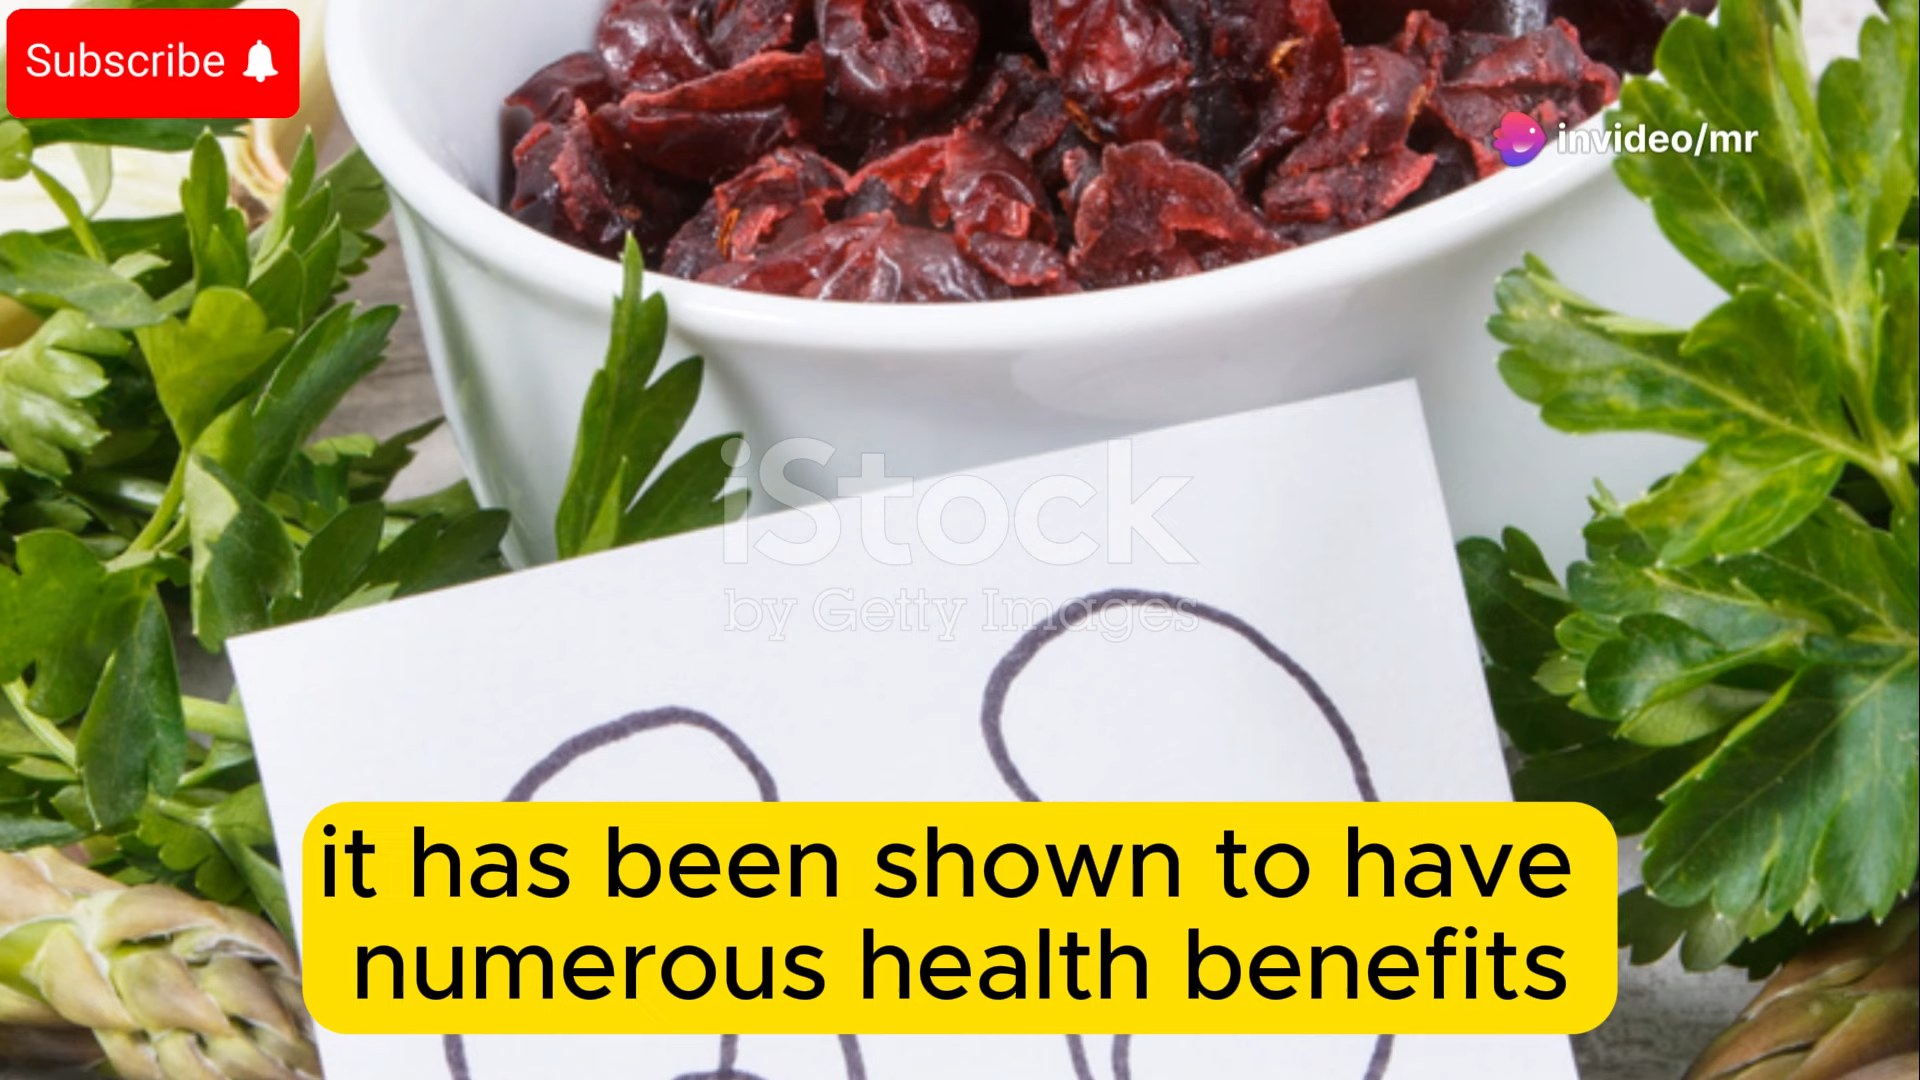 Subscribe
invideo/mr
iStock
by Getty Images
it has been shown to have
numerous health benefits